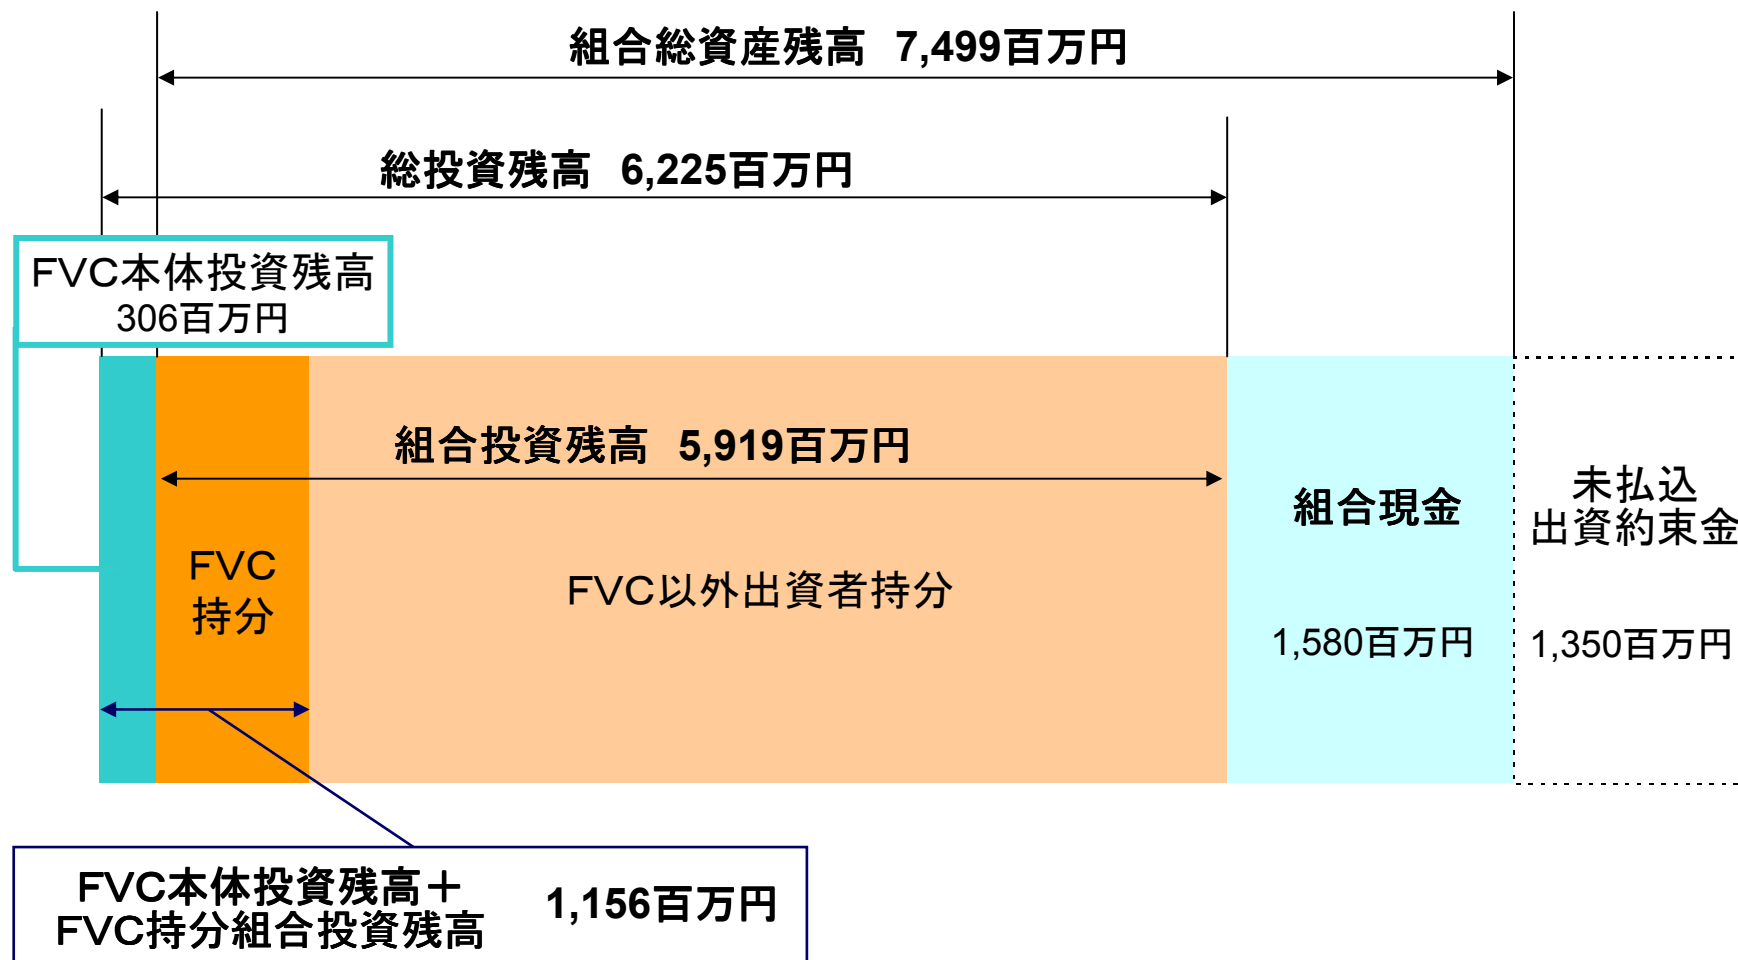 組合総資産残高 7,499百万円
総投資残高 6,225百万円
FVC本体投資残高
306百万円
組合投資残高 5,919百万円
FVC
持分
FVC以外出資者持分
組合現金
1,580百万円
未払込
出資約束金
1,350百万円
FVC本体投資残高+
FVC持分組合投資残高
1,156百万円